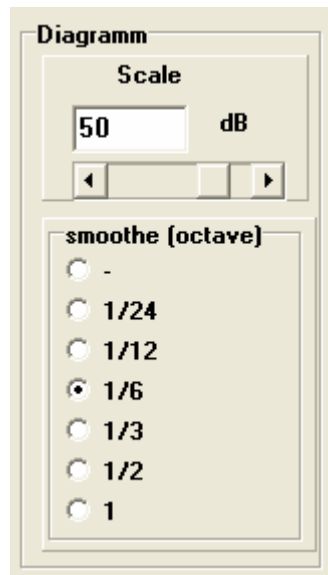 Diagramm
Scale
50 dB
smoothe (octave)
-
1/24
1/12
1/6
1/3
1/2
1